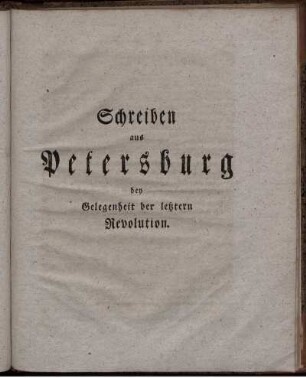 Schreiben
aus
Petersburg
bey
Gelegenheit der letztern
Revolution.